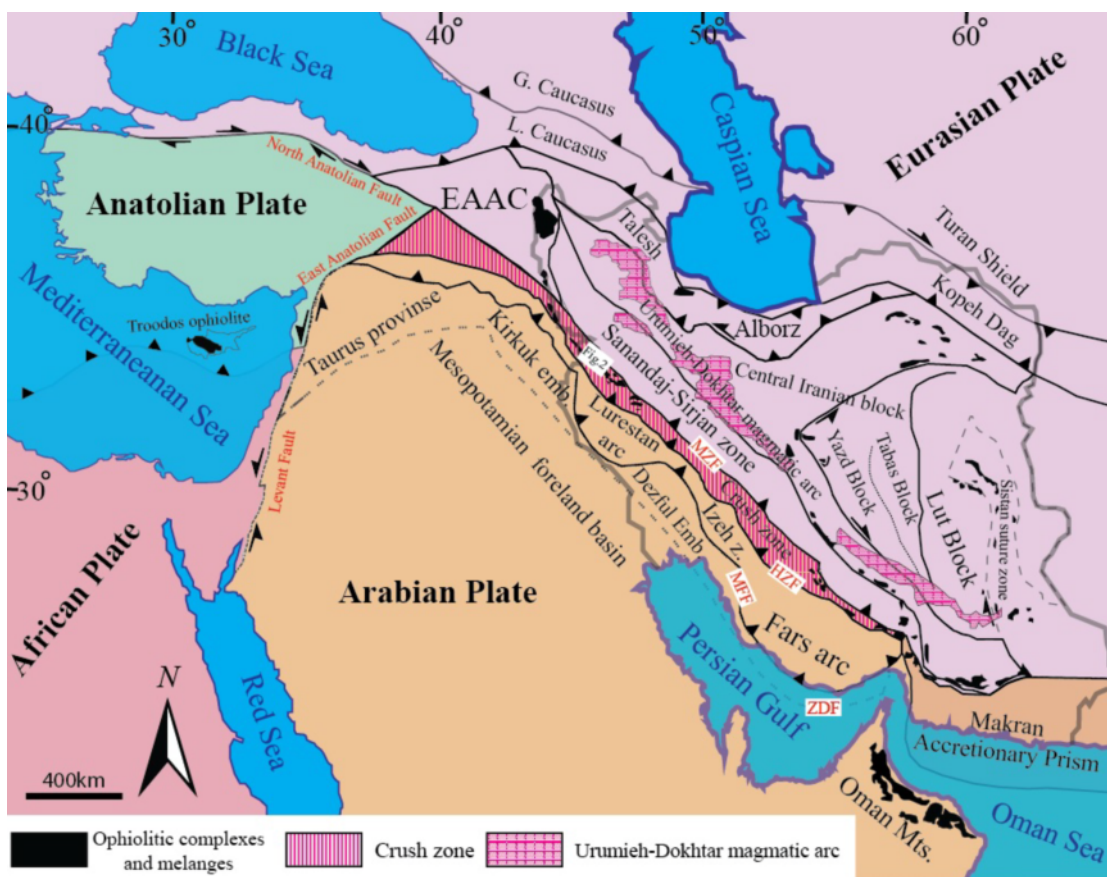 30°
40°
50°
60°
40°
30°
Black Sea
G. Caucasus
L. Caucasus
Caspian Sea
Eurasian Plate
North Anatolian Fault
Anatolian Plate
East Anatolian Fault
EAAC
Talesh
Turan Shield
Kopeh Dag
Alborz
Mediterraneanean Sea
Troodos ophiolite
Taurus provinse
Kirkuk emb.
Fig.2
Urumieh-Dokhtar magmatic arc
Sanandaj-Sirjan zone
Central Iranian block
Mesopotamian foreland basin
Lurestan
arc
MZF
Crush zone
Yazd Block
Tabas Block
Lut Block
Sistan suture zone
Levant Fault
Dezful Emb
Izeh z.
HZF
MFF
African Plate
Arabian Plate
Fars arc
Persian Gulf
ZDF
Red Sea
Makran
Accretionary Prism
Oman Sea
Oman Mts.
N
400km
Ophiolitic complexes
and melanges
Crush zone
Urumieh-Dokhtar magmatic arc